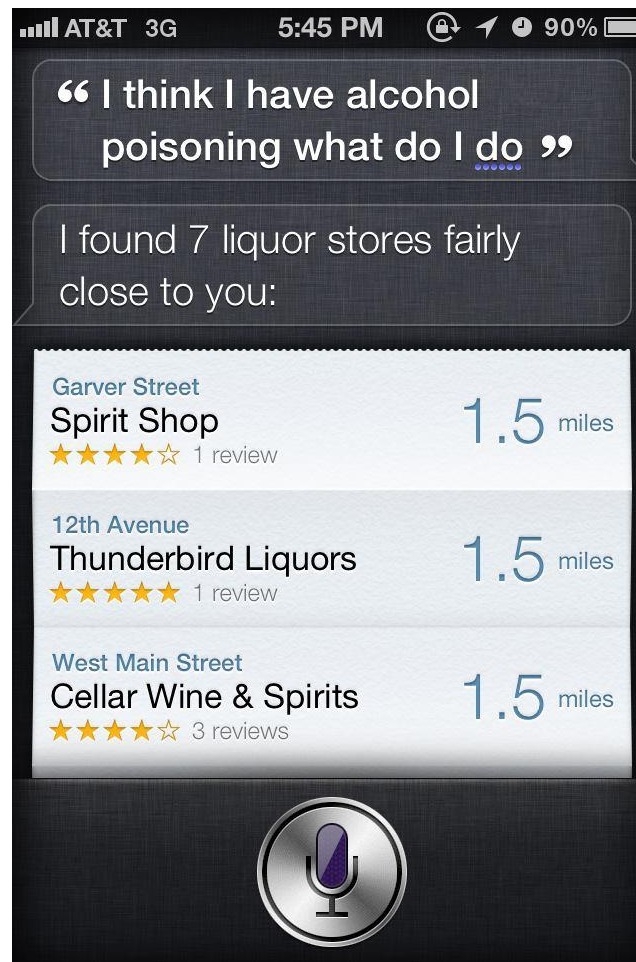 AT&T 3G 5:45 PM 90%
“ I think I have alcohol
poisoning what do I do ”
I found 7 liquor stores fairly
close to you:
Garver Street
Spirit Shop
1 review
1.5 miles
12th Avenue
Thunderbird Liquors
1 review
1.5 miles
West Main Street
Cellar Wine & Spirits
3 reviews
1.5 miles